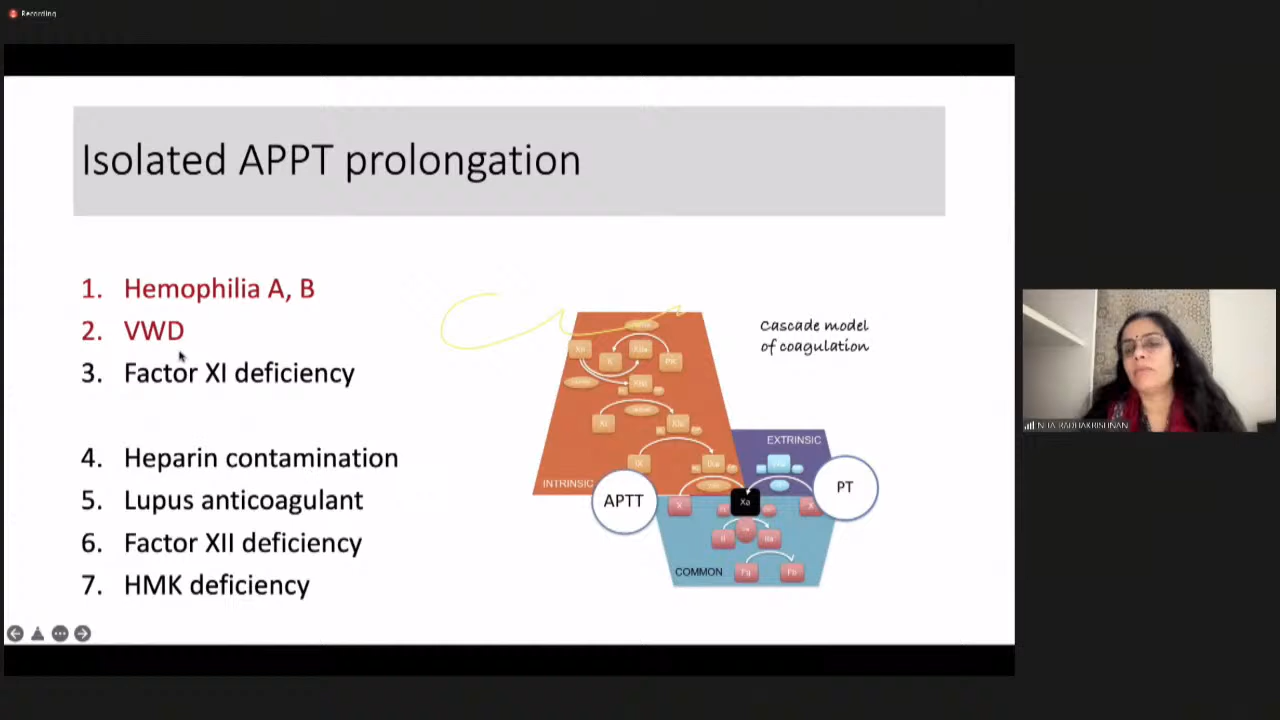 Recording
Isolated APPT prolongation
1. Hemophilia A, B
2. VWD
3. Factor XI deficiency
4. Heparin contamination
5. Lupus anticoagulant
6. Factor XII deficiency
7. HMK deficiency
Cascade model
of coagulation
EXTRINSIC
INTRINSIC
APTT
PT
Xa
COMMON
NITA RADHAKRISHNAN